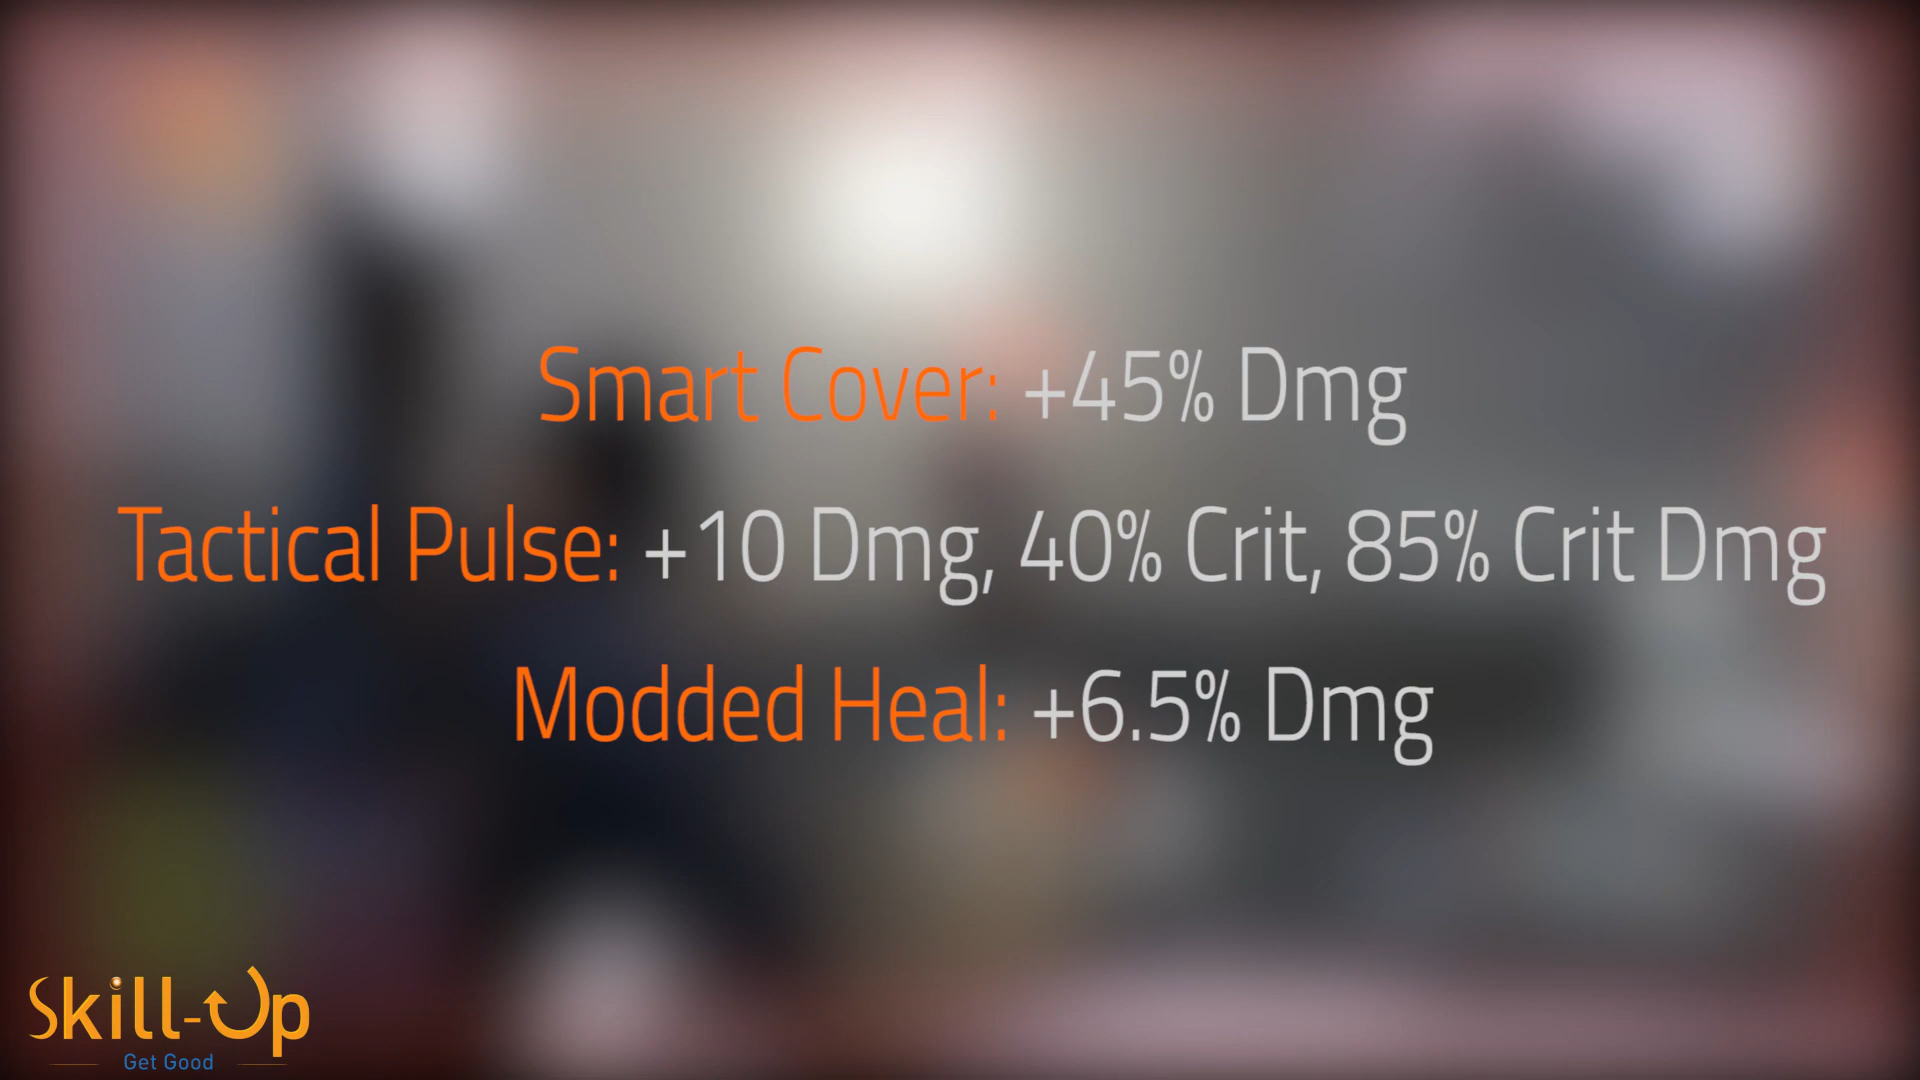 Smart Cover: +45% Dmg
Tactical Pulse: +10 Dmg, 40% Crit, 85% Crit Dmg
Modded Heal: +6.5% Dmg
Skill-Up
Get Good